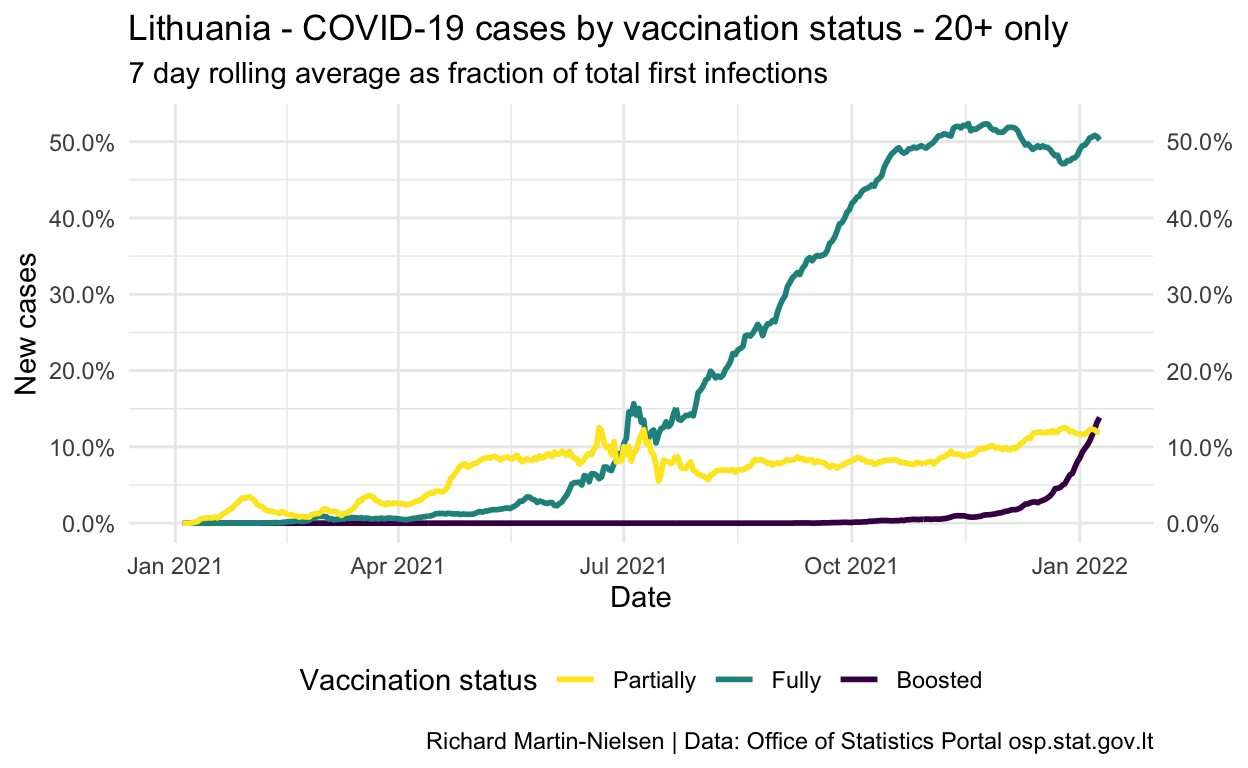 Lithuania - COVID-19 cases by vaccination status - 20+ only
7 day rolling average as fraction of total first infections
50.0% 50.0%
40.0% 40.0%
30.0% 30.0%
20.0% 20.0%
10.0% 10.0%
0.0% 0.0%
New cases
Jan 2021 Apr 2021 Jul 2021 Oct 2021 Jan 2022
Date
Vaccination status Partially Fully Boosted
Richard Martin-Nielsen | Data: Office of Statistics Portal osp.stat.gov.lt